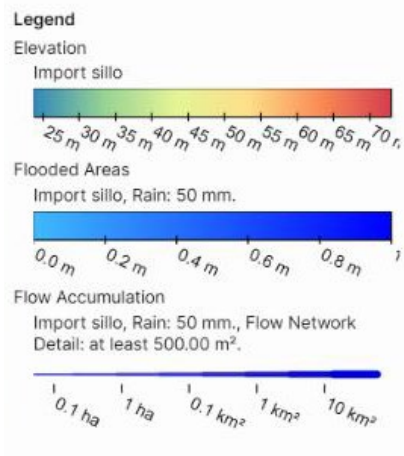 Legend
Elevation
Import sillo
25 m 30 m 35 m 40 m 45 m 50 m 55 m 60 m 65 m 70
Flooded Areas
Import sillo, Rain: 50 mm.
0.0 m 0.2 m 0.4 m 0.6 m 0.8 m 1
Flow Accumulation
Import sillo, Rain: 50 mm., Flow Network
Detail: at least 500.00 m².
0.1 ha 1 ha 0.1 km² 1 km² 10 km²